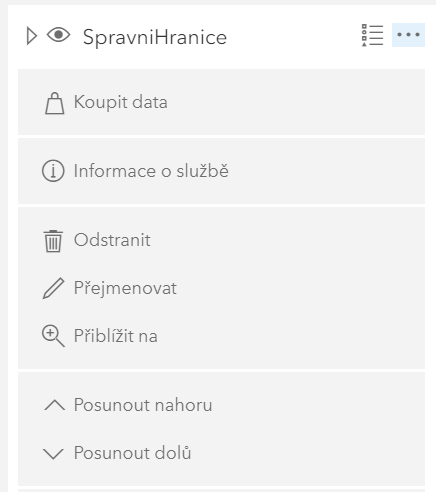 SpravniHranice
Koupit data
Informace o službě
Odstranit
Přejmenovat
Přiblížit na
Posunout nahoru
Posunout dolů